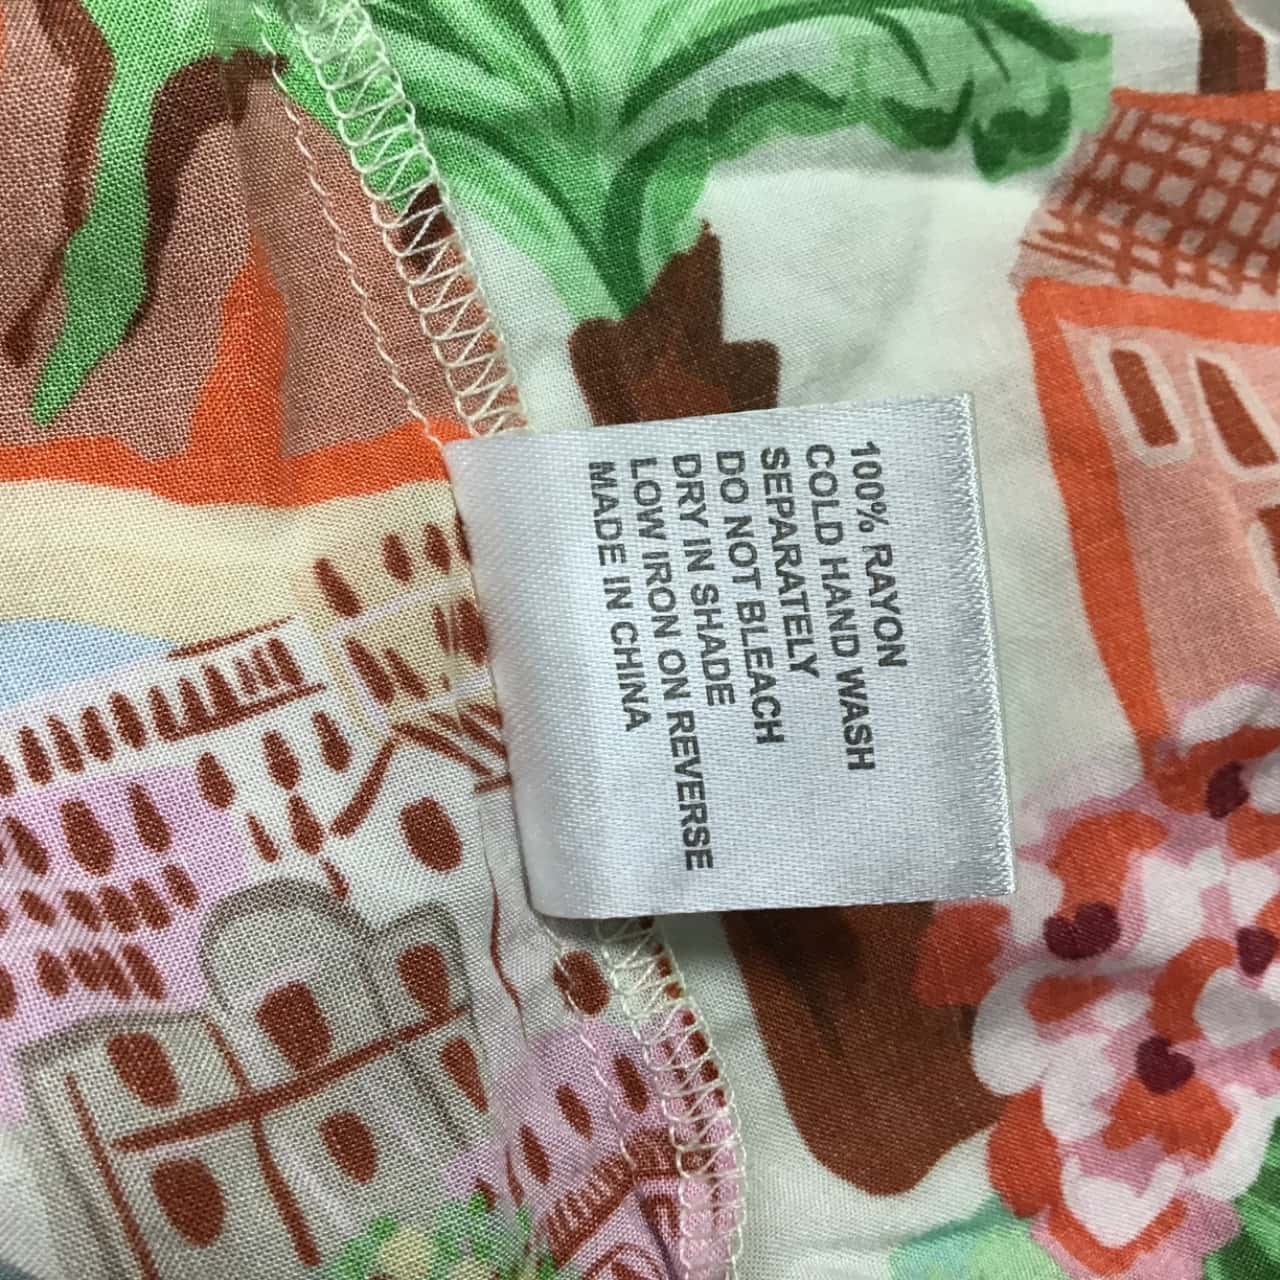 100% RAYON
COLD HAND WASH
SEPARATELY
DO NOT BLEACH
DRY IN SHADE
LOW IRON ON REVERSE
MADE IN CHINA